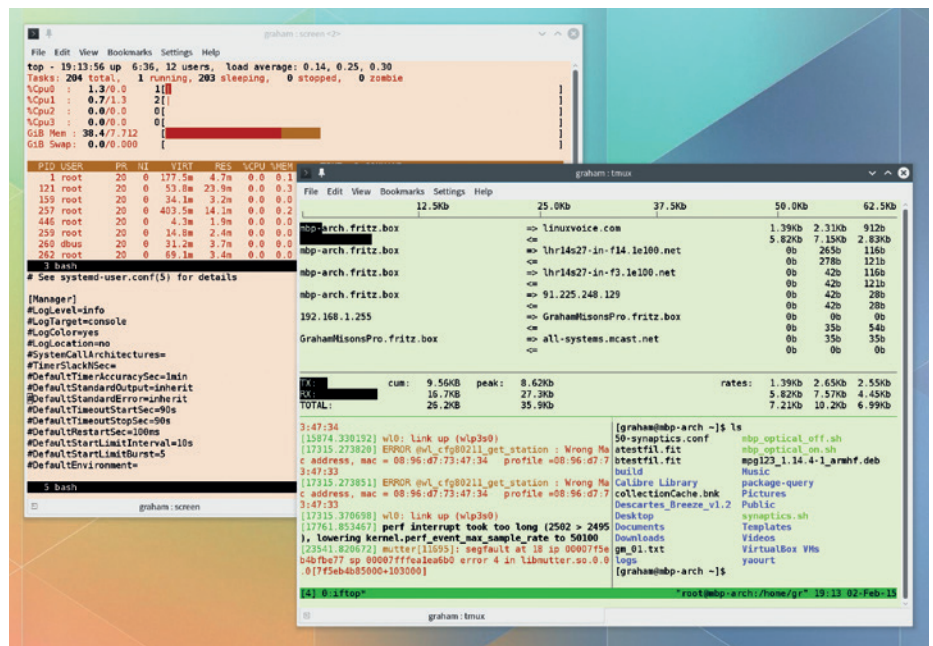 graham : screen <2>
File Edit View Bookmarks Settings Help
top - 19:13:56 up 6:36, 12 users, load average: 0.14, 0.25, 0.30
Tasks: 204 total, 1 running, 203 sleeping, 0 stopped, 0 zombie
%Cpu0 : 1.3/0.0 1[| ]
%Cpu1 : 0.7/1.3 2[| ]
%Cpu2 : 0.0/0.0 0[ ]
%Cpu3 : 0.0/0.0 0[ ]
GiB Mem : 38.4/7.712 [ ]
GiB Swap: 0.0/0.000 [ ]
PID USER PR NI VIRT RES %CPU %MEM
1 root 20 0 177.5m 4.7m 0.0 0.1
121 root 20 0 53.8m 23.9m 0.0 0.3
159 root 20 0 34.1m 3.2m 0.0 0.0
257 root 20 0 403.5m 14.1m 0.0 0.2
446 root 20 0 4.3m 1.9m 0.0 0.0
259 root 20 0 14.8m 2.4m 0.0 0.0
260 dbus 20 0 31.2m 3.7m 0.0 0.0
262 root 20 0 69.1m 3.4m 0.0 0.0
3 bash
# See systemd-user.conf(5) for details
[Manager]
#LogLevel=info
#LogTarget=console
#LogColor=yes
#LogLocation=no
#SystemCallArchitectures=
#TimerSlackNSec=
#DefaultTimerAccuracySec=1min
#DefaultStandardOutput=inherit
#DefaultStandardError=inherit
#DefaultTimeoutStartSec=90s
#DefaultTimeoutStopSec=90s
#DefaultRestartSec=100ms
#DefaultStartLimitInterval=10s
#DefaultStartLimitBurst=5
#DefaultEnvironment=
5 bash
graham : screen
graham : tmux
File Edit View Bookmarks Settings Help
12.5Kb 25.0Kb 37.5Kb 50.0Kb 62.5Kb
mbp-arch.fritz.box => linuxvoice.com 1.39Kb 2.31Kb 912b
<= 5.82Kb 7.15Kb 2.83Kb
mbp-arch.fritz.box => lhr14s27-in-f14.1e100.net 0b 265b 116b
<= 0b 278b 121b
mbp-arch.fritz.box => lhr14s27-in-f3.1e100.net 0b 42b 116b
<= 0b 42b 121b
mbp-arch.fritz.box => 91.225.248.129 0b 42b 28b
<= 0b 42b 28b
192.168.1.255 => GrahamMisonsPro.fritz.box 0b 0b 0b
<= 0b 35b 54b
GrahamMisonsPro.fritz.box => all-systems.mcast.net 0b 35b 35b
<= 0b 0b 0b
TX: cum: 9.56KB peak: 8.62Kb rates: 1.39Kb 2.65Kb 2.55Kb
RX: 16.7KB 27.3Kb 5.82Kb 7.57Kb 4.45Kb
TOTAL: 26.2KB 35.9Kb 7.21Kb 10.2Kb 6.99Kb
3:47:34
[15874.330192] wl0: link up (wlp3s0)
[17315.273820] ERROR @wl_cfg80211_get_station : Wrong Ma
c address, mac = 08:96:d7:73:47:34 profile =08:96:d7:7
3:47:33
[17315.273851] ERROR @wl_cfg80211_get_station : Wrong Ma
c address, mac = 08:96:d7:73:47:34 profile =08:96:d7:7
3:47:33
[17315.370698] wl0: link up (wlp3s0)
[17761.853467] perf interrupt took too long (2502 > 2495
), lowering kernel.perf_event_max_sample_rate to 50100
[23541.820672] mutter[11695]: segfault at 18 ip 00007f5e
b4bfbe77 sp 00007fffea1ea6b0 error 4 in libmutter.so.0.0
.0[7f5eb4b85000+103000]
[graham@mbp-arch ~]$ ls
50-synaptics.conf mbp_optical_off.sh
atestfil.fit mbp_optical_on.sh
btestfil.fit mpg123_1.14.4-1_armhf.deb
build Music
Calibre Library package-query
collectionCache.bnk Pictures
Descartes_Breeze_v1.2 Public
Desktop synaptics.sh
Documents Templates
Downloads Videos
gm_01.txt VirtualBox VMs
logs yaourt
[graham@mbp-arch ~]$
[4] 0:iftop* "root@mbp-arch:/home/gr" 19:13 02-Feb-15
graham : tmux